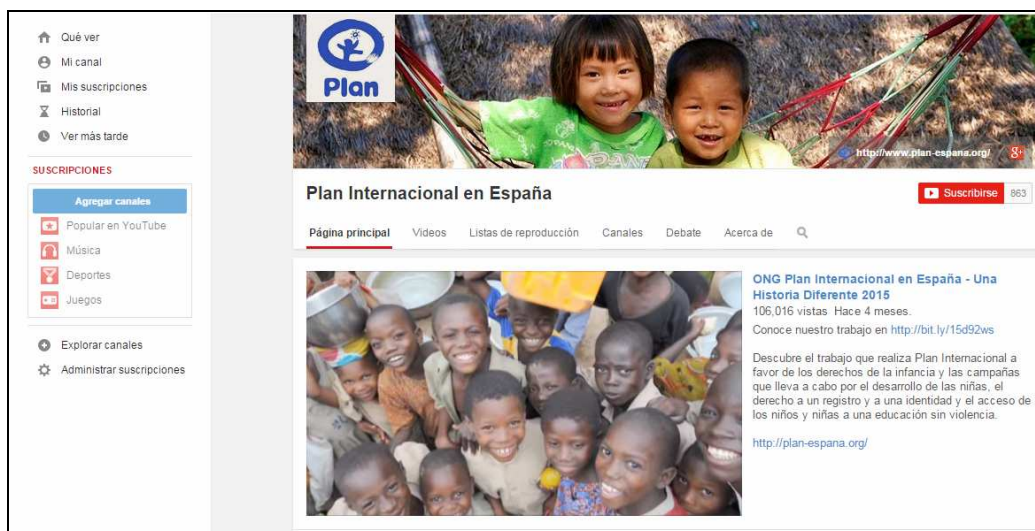 Qué ver
Mi canal
Mis suscripciones
Historial
Ver más tarde
SUSCRIPCIONES
Agregar canales
Popular en YouTube
Música
Deportes
Juegos
Explorar canales
Administrar suscripciones
Plan
http://www.plan-espana.org/
Plan Internacional en España
Suscribirse 863
Página principal Videos Listas de reproducción Canales Debate Acerca de
ONG Plan Internacional en España - Una
Historia Diferente 2015
106,016 vistas Hace 4 meses.
Conoce nuestro trabajo en http://bit.ly/15d92ws
Descubre el trabajo que realiza Plan Internacional a
favor de los derechos de la infancia y las campañas
que lleva a cabo por el desarrollo de las niñas, el
derecho a un registro y a una identidad y el acceso de
los niños y niñas a una educación sin violencia.
http://plan-espana.org/